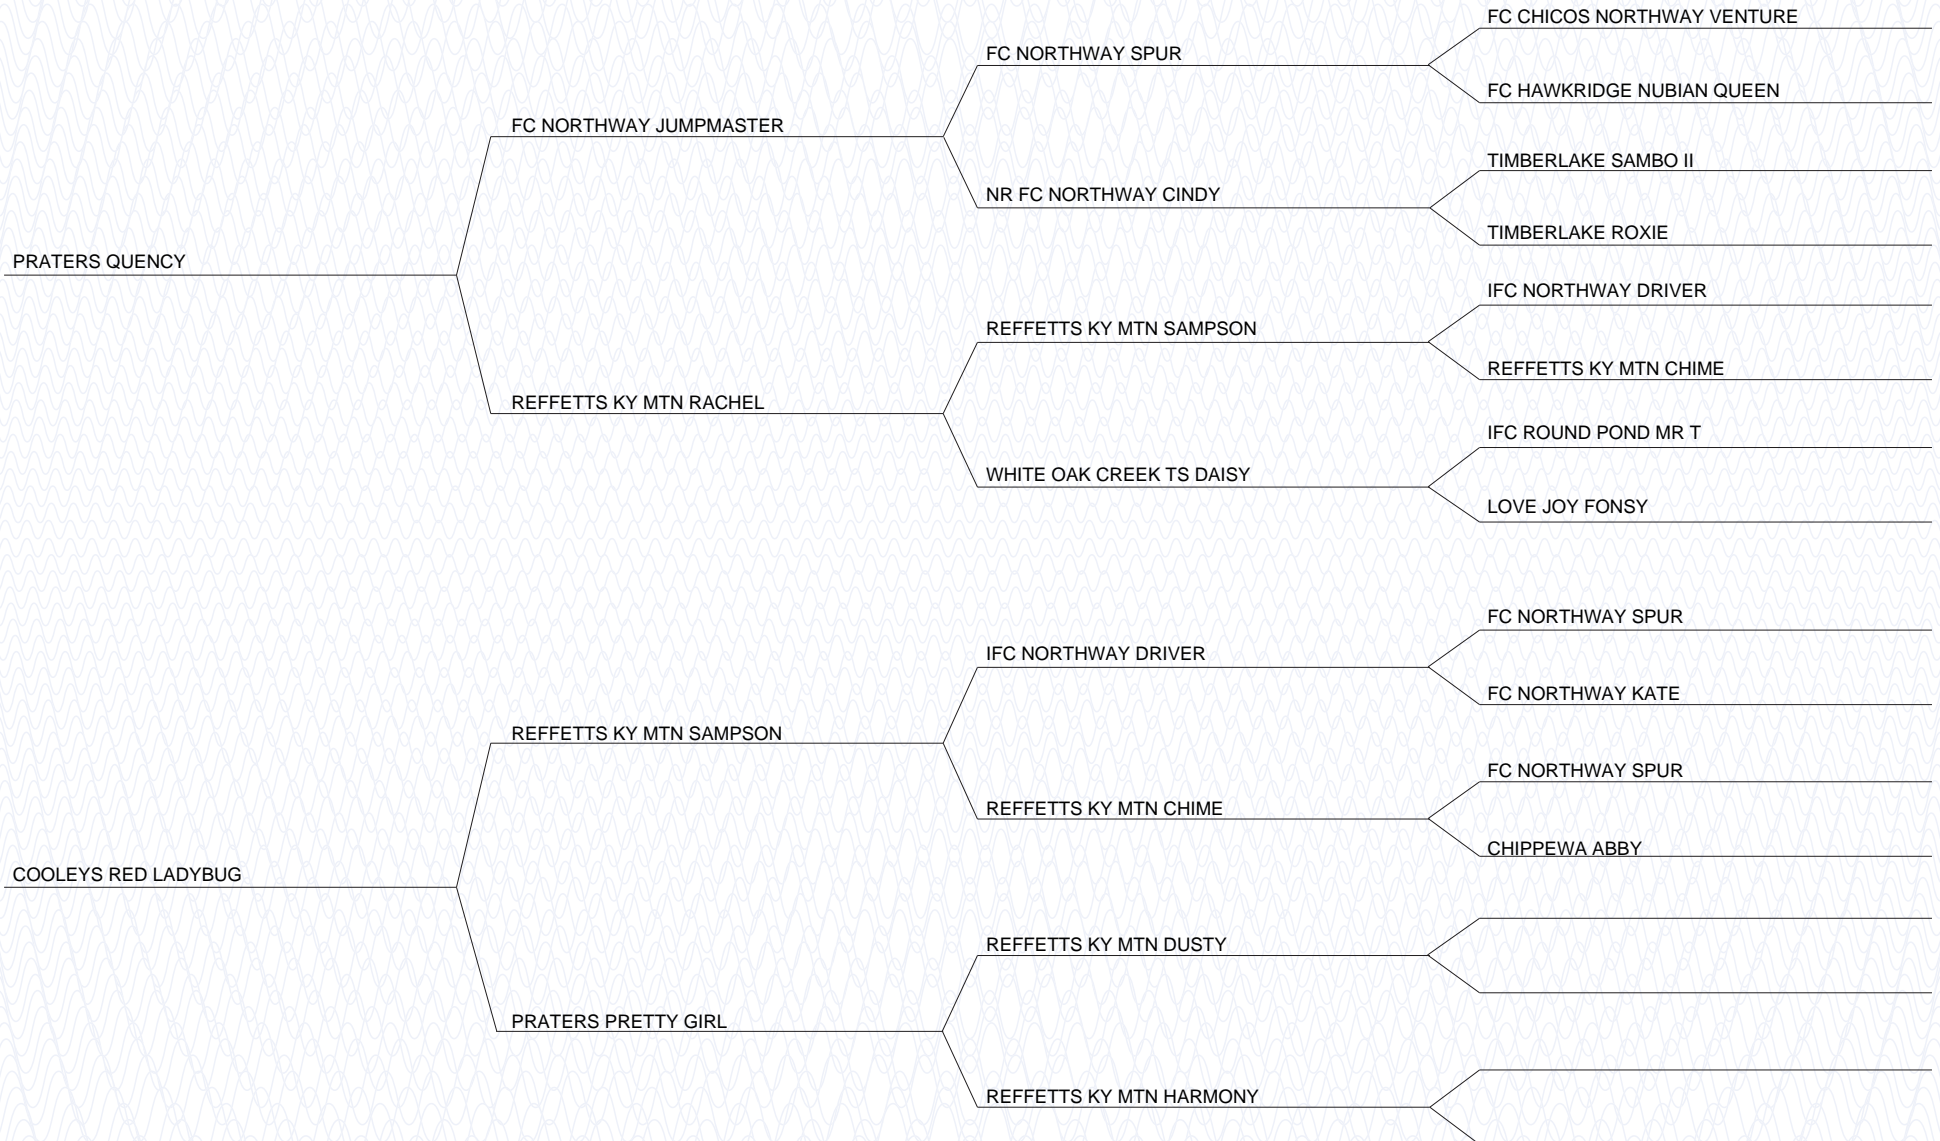 FC CHICOS NORTHWAY VENTURE
FC NORTHWAY SPUR
FC HAWKRIDGE NUBIAN QUEEN
FC NORTHWAY JUMPMASTER
TIMBERLAKE SAMBO II
NR FC NORTHWAY CINDY
TIMBERLAKE ROXIE
PRATERS QUENCY
IFC NORTHWAY DRIVER
REFFETTS KY MTN SAMPSON
REFFETTS KY MTN CHIME
REFFETTS KY MTN RACHEL
IFC ROUND POND MR T
WHITE OAK CREEK TS DAISY
LOVE JOY FONSY
FC NORTHWAY SPUR
IFC NORTHWAY DRIVER
FC NORTHWAY KATE
REFFETTS KY MTN SAMPSON
FC NORTHWAY SPUR
REFFETTS KY MTN CHIME
CHIPPEWA ABBY
COOLEYS RED LADYBUG
REFFETTS KY MTN DUSTY
PRATERS PRETTY GIRL
REFFETTS KY MTN HARMONY